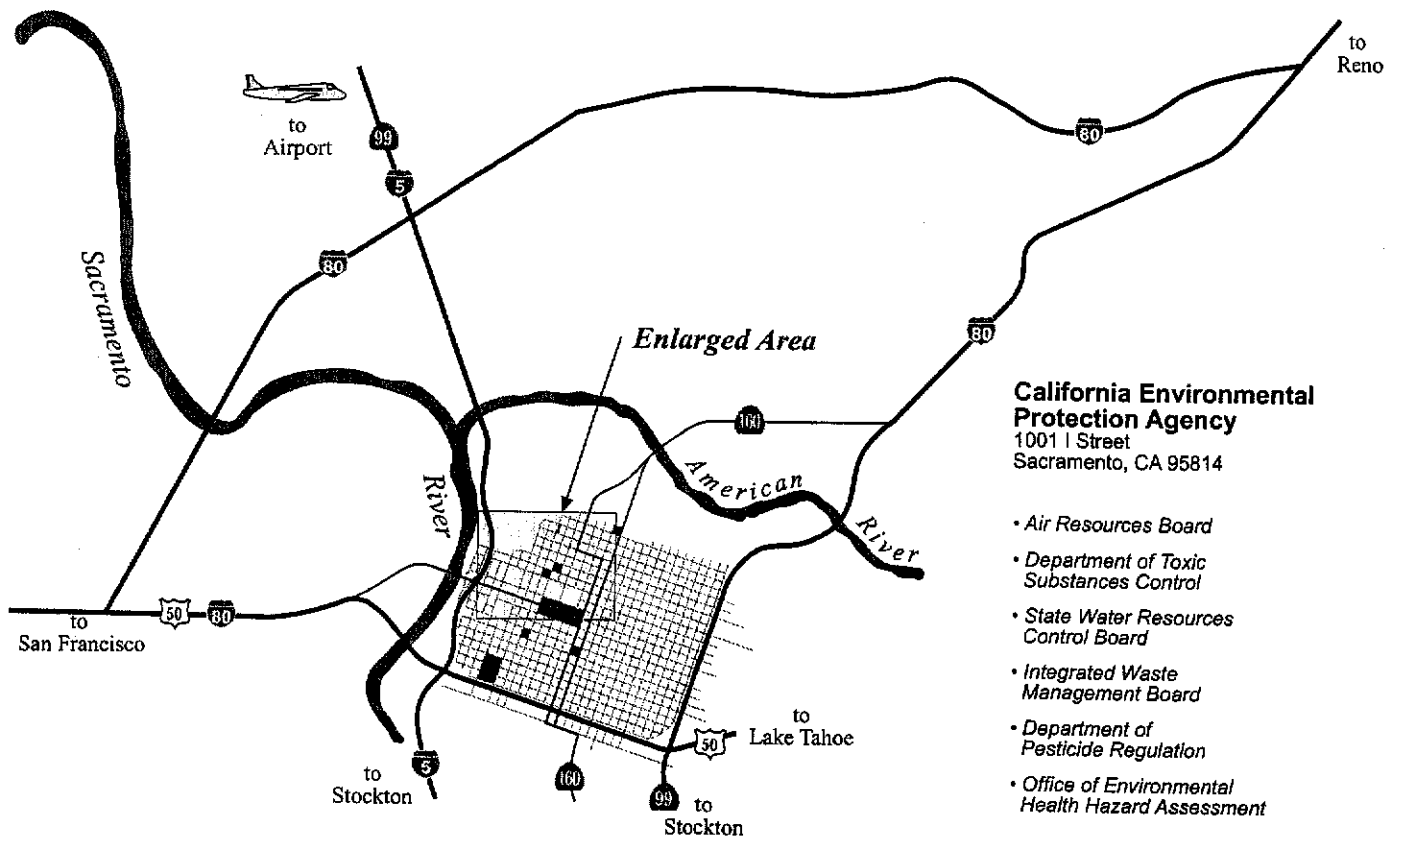 to
Reno
to
Airport
99
5
80
80
80
Sacramento
River
Enlarged Area
160
American
River
California Environmental
Protection Agency
1001 I Street
Sacramento, CA 95814
• Air Resources Board
• Department of Toxic
Substances Control
• State Water Resources
Control Board
• Integrated Waste
Management Board
• Department of
Pesticide Regulation
• Office of Environmental
Health Hazard Assessment
50
80
to
San Francisco
to
Lake Tahoe
50
to
Stockton
5
160
99
to
Stockton